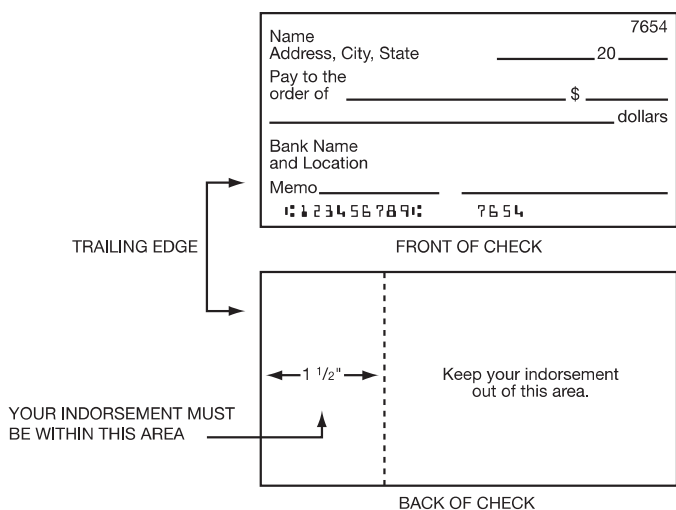 7654
Name
Address, City, State 20
Pay to the
order of $
dollars
Bank Name
and Location
Memo
⑆123456789⑆ 7654
TRAILING EDGE
FRONT OF CHECK
1 1/2"
Keep your indorsement
out of this area.
YOUR INDORSEMENT MUST
BE WITHIN THIS AREA
BACK OF CHECK